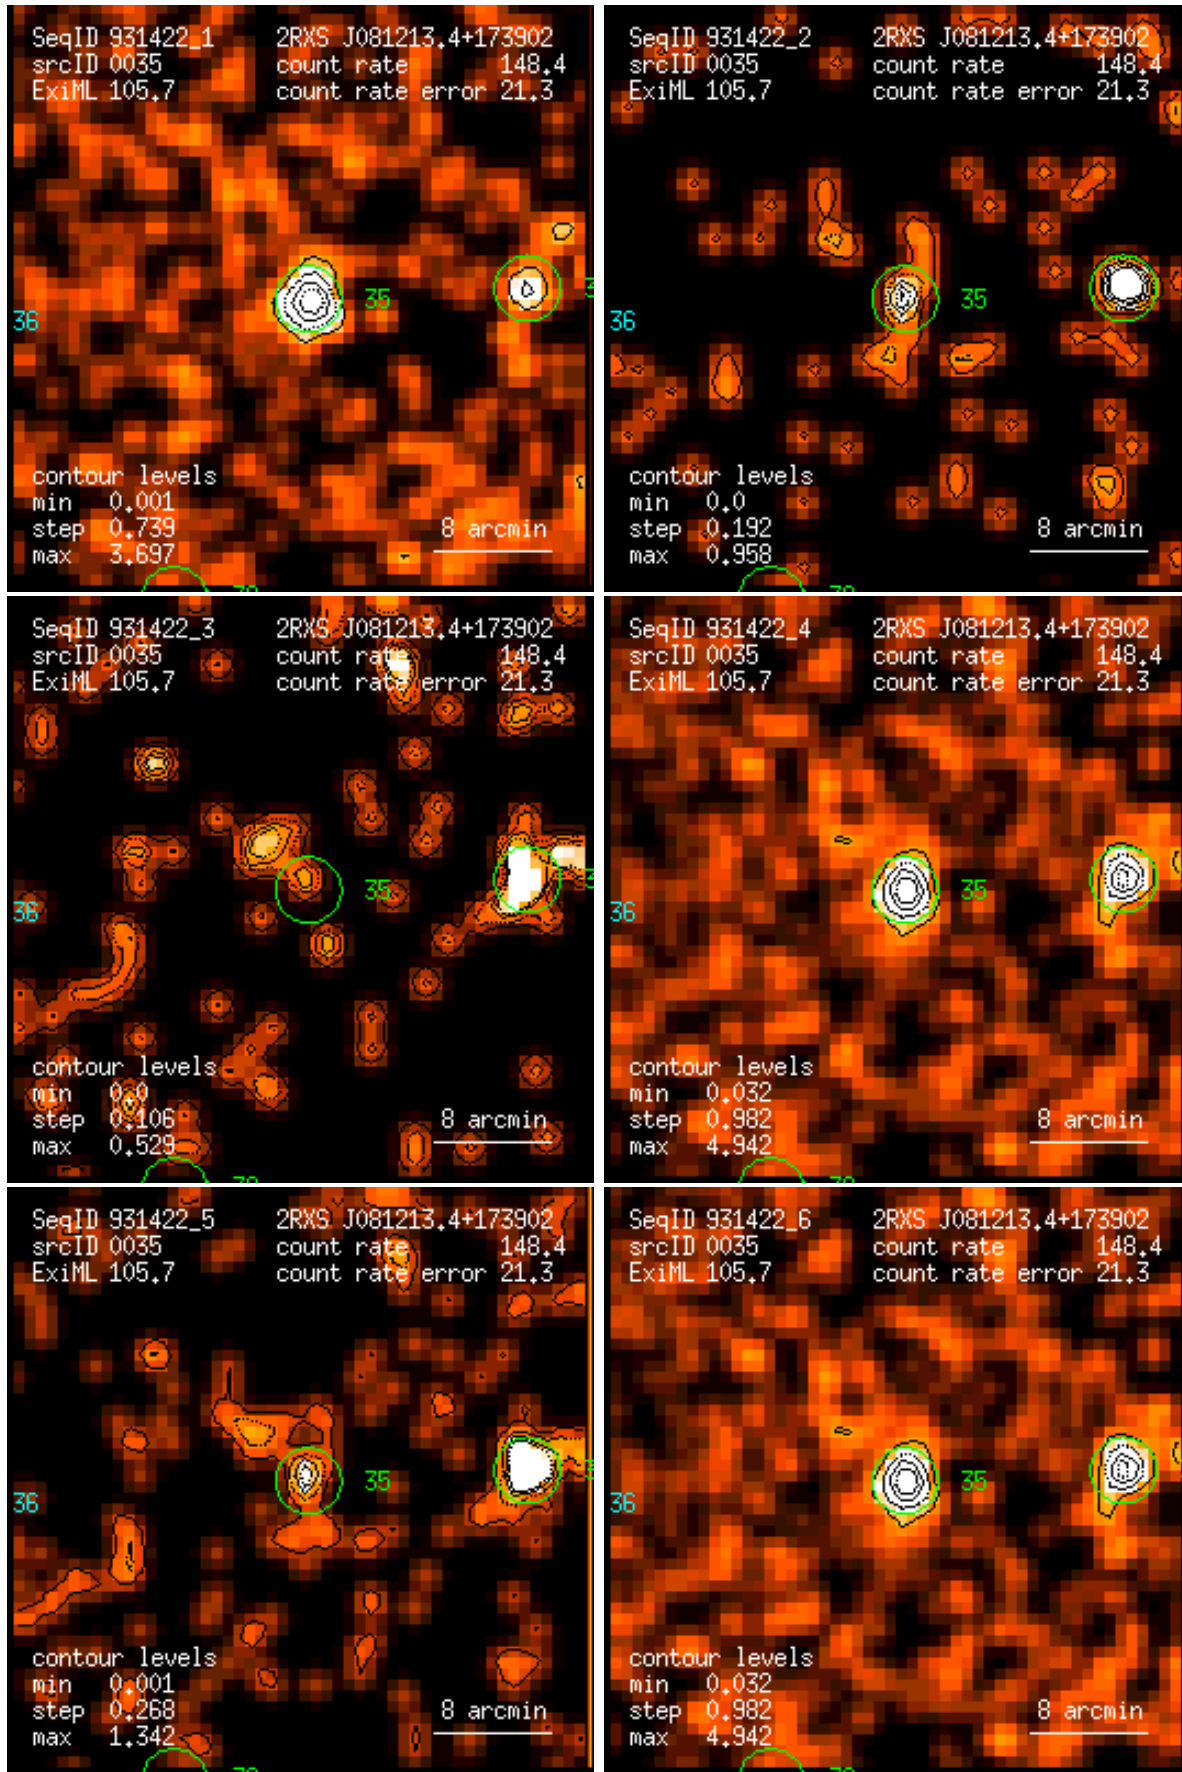 SeqID 931422_1 2RXS J081213.4+173902
srcID 0035 count rate 148.4
ExiML 105.7 count rate error 21.3
35
36
contour levels
min 0.001
step 0.739
max 3.697
8 arcmin
SeqID 931422_2 2RXS J081213.4+173902
srcID 0035 count rate 148.4
ExiML 105.7 count rate error 21.3
35
36
contour levels
min 0.0
step 0.192
max 0.958
8 arcmin
SeqID 931422_3 2RXS J081213.4+173902
srcID 0035 count rate 148.4
ExiML 105.7 count rate error 21.3
35
36
contour levels
min 0.0
step 0.106
max 0.529
8 arcmin
SeqID 931422_4 2RXS J081213.4+173902
srcID 0035 count rate 148.4
ExiML 105.7 count rate error 21.3
35
36
contour levels
min 0.032
step 0.982
max 4.942
8 arcmin
SeqID 931422_5 2RXS J081213.4+173902
srcID 0035 count rate 148.4
ExiML 105.7 count rate error 21.3
35
36
contour levels
min 0.001
step 0.268
max 1.342
8 arcmin
SeqID 931422_6 2RXS J081213.4+173902
srcID 0035 count rate 148.4
ExiML 105.7 count rate error 21.3
35
36
contour levels
min 0.032
step 0.982
max 4.942
8 arcmin